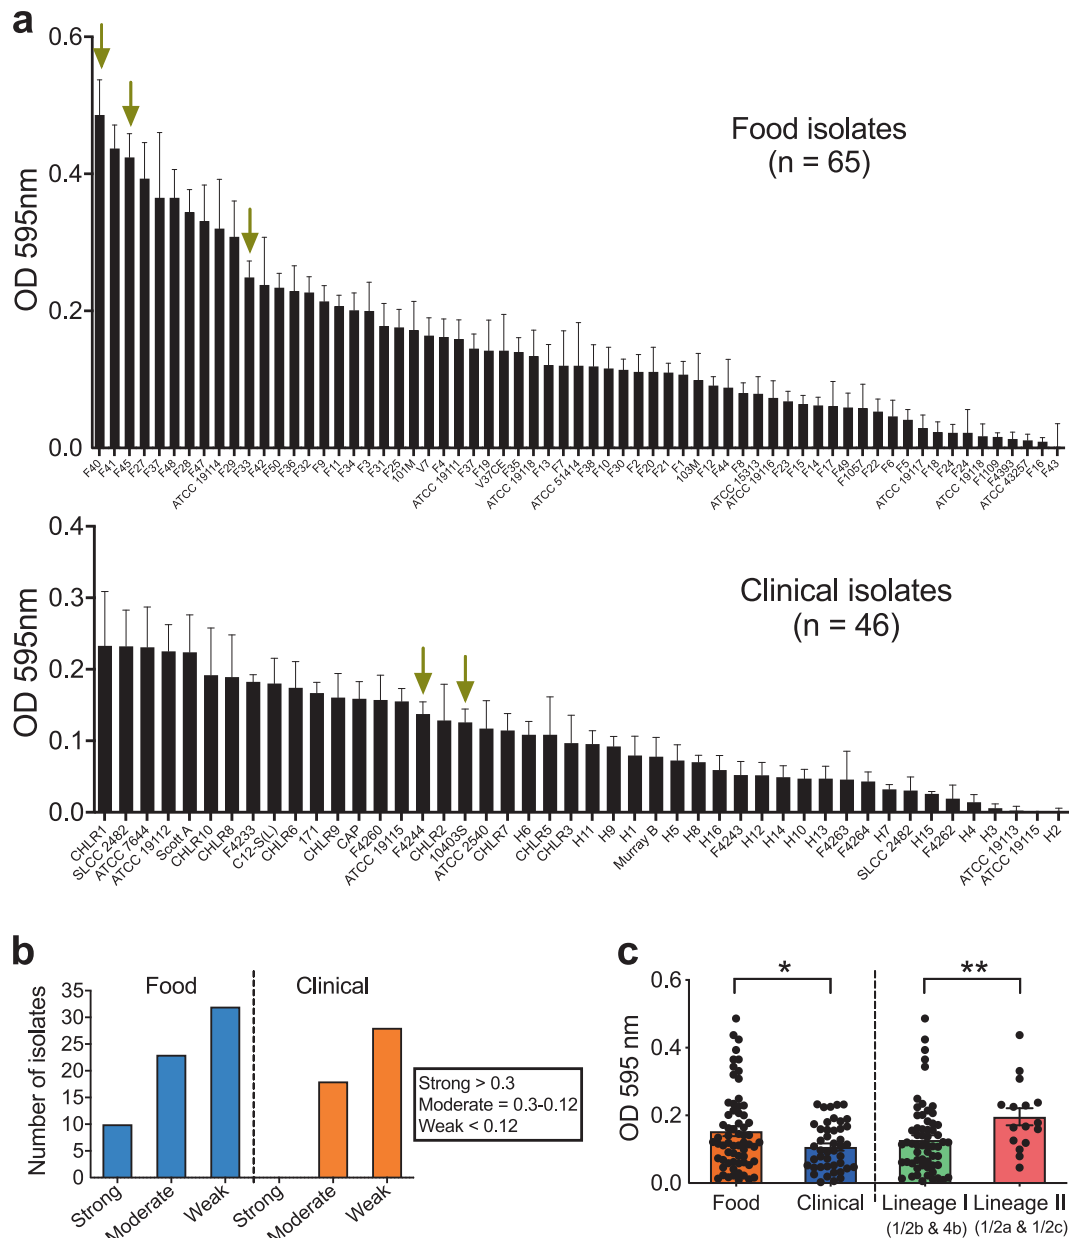 a
0.6
0.4
0.2
0.0
OD 595nm
Food isolates
(n = 65)
F40 F41 F45 F27 F37 F48 F28 F47 ATCC 19114 F29 F33 F42 F50 F36 F32 F9 F11 F34 F3 F31 F25 101M V7 F4 ATCC 19111 F37 F19 V37CE F35 ATCC 19118 F13 F7 ATCC 51414 F38 F10 F30 F2 F20 F21 F1 103M F12 F44 F8 ATCC 15313 ATCC 19116 F23 F15 F14 F17 F49 F1057 F22 F6 F5 ATCC 19117 F18 F24 F24 ATCC 19118 F1109 F4393 ATCC 43257 F16 F43
0.4
0.3
0.2
0.1
0.0
OD 595nm
Clinical isolates
(n = 46)
CHLR1 SLCC 2482 ATCC 7644 ATCC 19112 Scott A CHLR10 CHLR8 F4233 C12-S(L) CHLR6 171 CHLR9 CAP F4260 ATCC 19115 F4244 CHLR2 10403S ATCC 2540 CHLR7 H6 CHLR5 CHLR3 H11 H9 H1 Murray B H5 H8 H16 F4243 H12 H14 H10 H13 F4263 F4264 H7 SLCC 2482 H15 F4262 H4 H3 ATCC 19113 ATCC 19115 H2
b
Food Clinical
35
30
25
20
15
10
5
0
Number of isolates
Strong Moderate Weak Strong Moderate Weak
Strong > 0.3
Moderate = 0.3-0.12
Weak < 0.12
c
* **
0.6
0.4
0.2
0.0
OD 595 nm
Food Clinical Lineage I Lineage II
(1/2b & 4b) (1/2a & 1/2c)